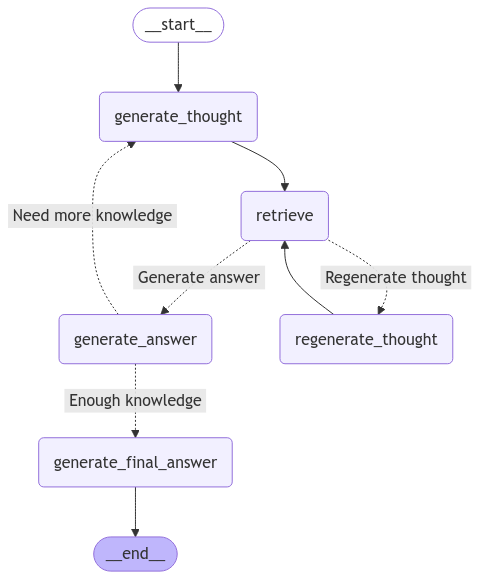 __start__
generate_thought
retrieve
Need more knowledge
Generate answer
Regenerate thought
generate_answer
regenerate_thought
Enough knowledge
generate_final_answer
__end__